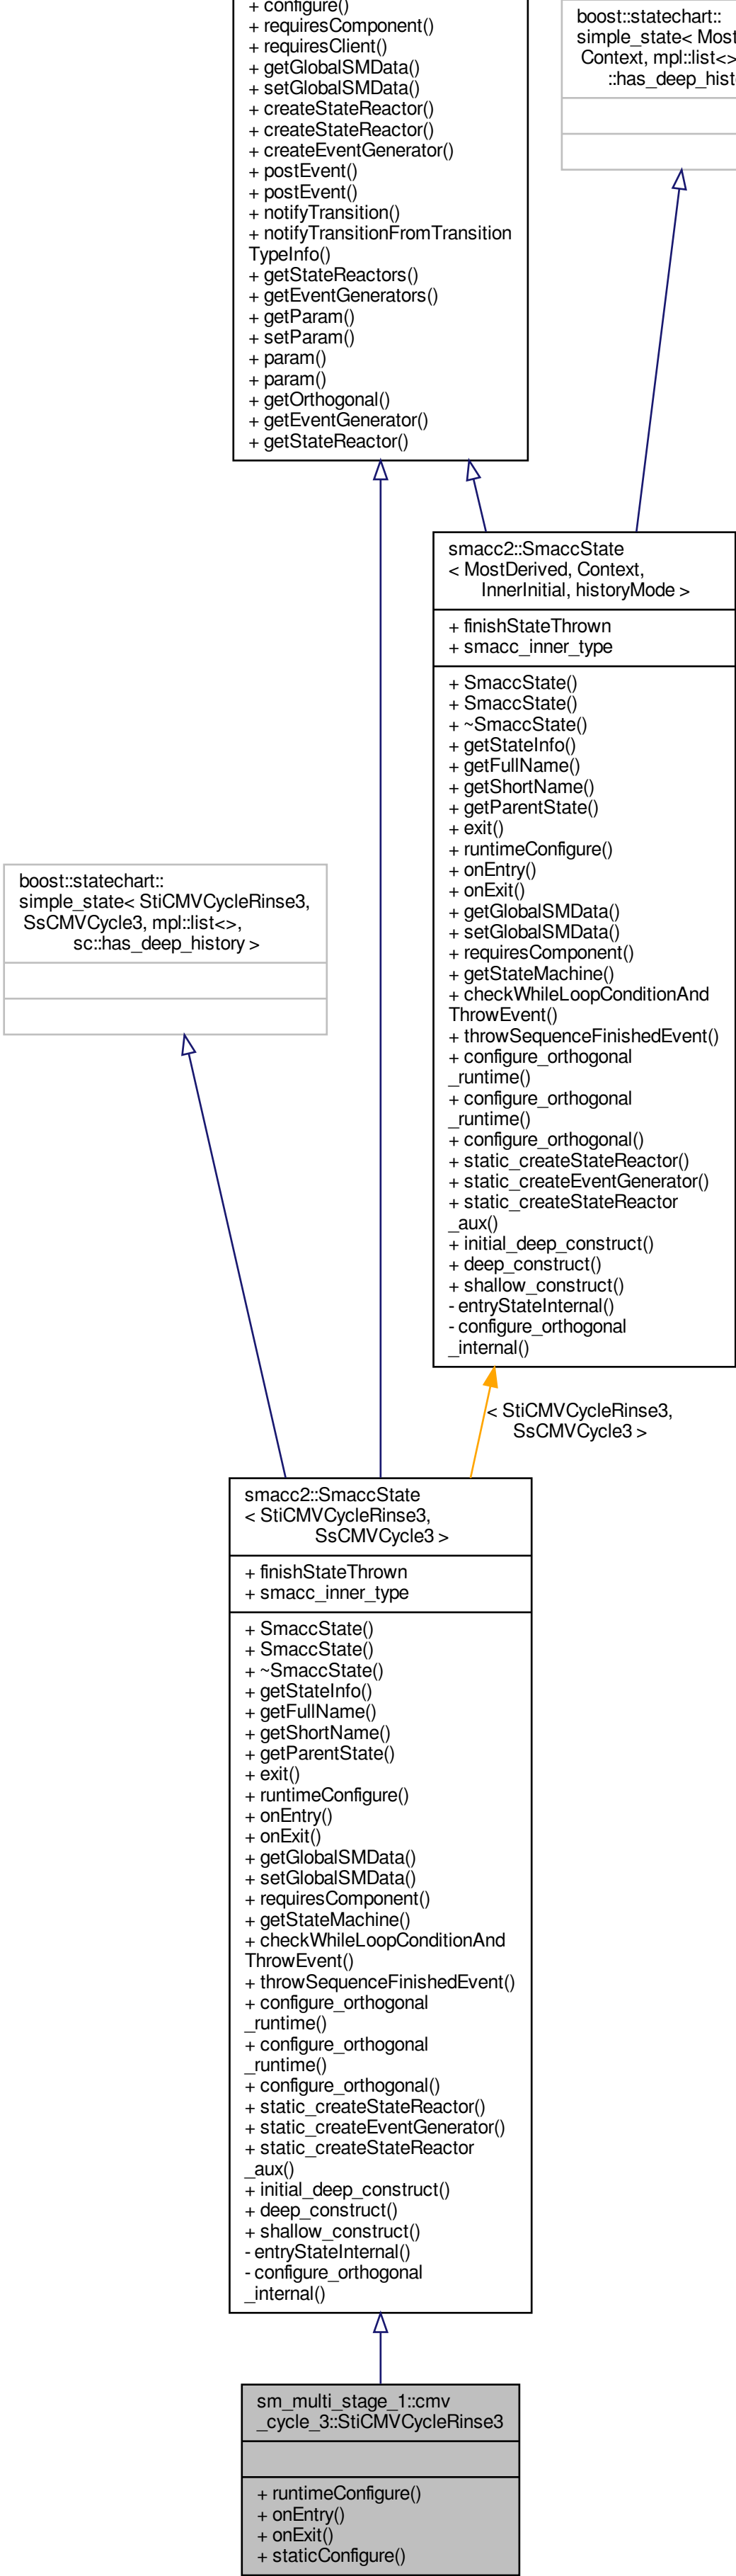 + configure()
+ requiresComponent()
+ requiresClient()
+ getGlobalSMData()
+ setGlobalSMData()
+ createStateReactor()
+ createStateReactor()
+ createEventGenerator()
+ postEvent()
+ postEvent()
+ notifyTransition()
+ notifyTransitionFromTransition
TypeInfo()
+ getStateReactors()
+ getEventGenerators()
+ getParam()
+ setParam()
+ param()
+ param()
+ getOrthogonal()
+ getEventGenerator()
+ getStateReactor()
boost::statechart::
simple_state< Most
Context, mpl::list<>
::has_deep_hist
smacc2::SmaccState
< MostDerived, Context,
InnerInitial, historyMode >
+ finishStateThrown
+ smacc_inner_type
+ SmaccState()
+ SmaccState()
+ ~SmaccState()
+ getStateInfo()
+ getFullName()
+ getShortName()
+ getParentState()
+ exit()
+ runtimeConfigure()
+ onEntry()
+ onExit()
+ getGlobalSMData()
+ setGlobalSMData()
+ requiresComponent()
+ getStateMachine()
+ checkWhileLoopConditionAnd
ThrowEvent()
+ throwSequenceFinishedEvent()
+ configure_orthogonal
_runtime()
+ configure_orthogonal
_runtime()
+ configure_orthogonal()
+ static_createStateReactor()
+ static_createEventGenerator()
+ static_createStateReactor
_aux()
+ initial_deep_construct()
+ deep_construct()
+ shallow_construct()
- entryStateInternal()
- configure_orthogonal
_internal()
boost::statechart::
simple_state< StiCMVCycleRinse3,
SsCMVCycle3, mpl::list<>,
sc::has_deep_history >
< StiCMVCycleRinse3,
SsCMVCycle3 >
smacc2::SmaccState
< StiCMVCycleRinse3,
SsCMVCycle3 >
+ finishStateThrown
+ smacc_inner_type
+ SmaccState()
+ SmaccState()
+ ~SmaccState()
+ getStateInfo()
+ getFullName()
+ getShortName()
+ getParentState()
+ exit()
+ runtimeConfigure()
+ onEntry()
+ onExit()
+ getGlobalSMData()
+ setGlobalSMData()
+ requiresComponent()
+ getStateMachine()
+ checkWhileLoopConditionAnd
ThrowEvent()
+ throwSequenceFinishedEvent()
+ configure_orthogonal
_runtime()
+ configure_orthogonal
_runtime()
+ configure_orthogonal()
+ static_createStateReactor()
+ static_createEventGenerator()
+ static_createStateReactor
_aux()
+ initial_deep_construct()
+ deep_construct()
+ shallow_construct()
- entryStateInternal()
- configure_orthogonal
_internal()
sm_multi_stage_1::cmv
_cycle_3::StiCMVCycleRinse3
+ runtimeConfigure()
+ onEntry()
+ onExit()
+ staticConfigure()